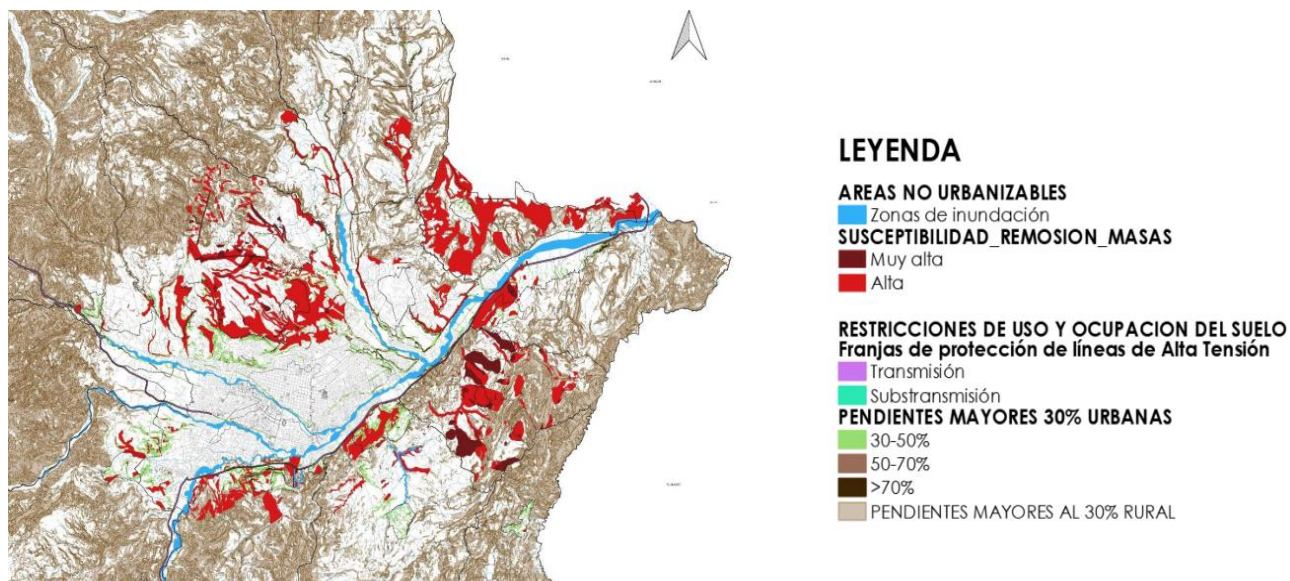 LEYENDA
AREAS NO URBANIZABLES
Zonas de inundación
SUSCEPTIBILIDAD_REMOSION_MASAS
Muy alta
Alta
RESTRICCIONES DE USO Y OCUPACION DEL SUELO
Franjas de protección de líneas de Alta Tensión
Transmisión
Substransmisión
PENDIENTES MAYORES 30% URBANAS
30-50%
50-70%
>70%
PENDIENTES MAYORES AL 30% RURAL